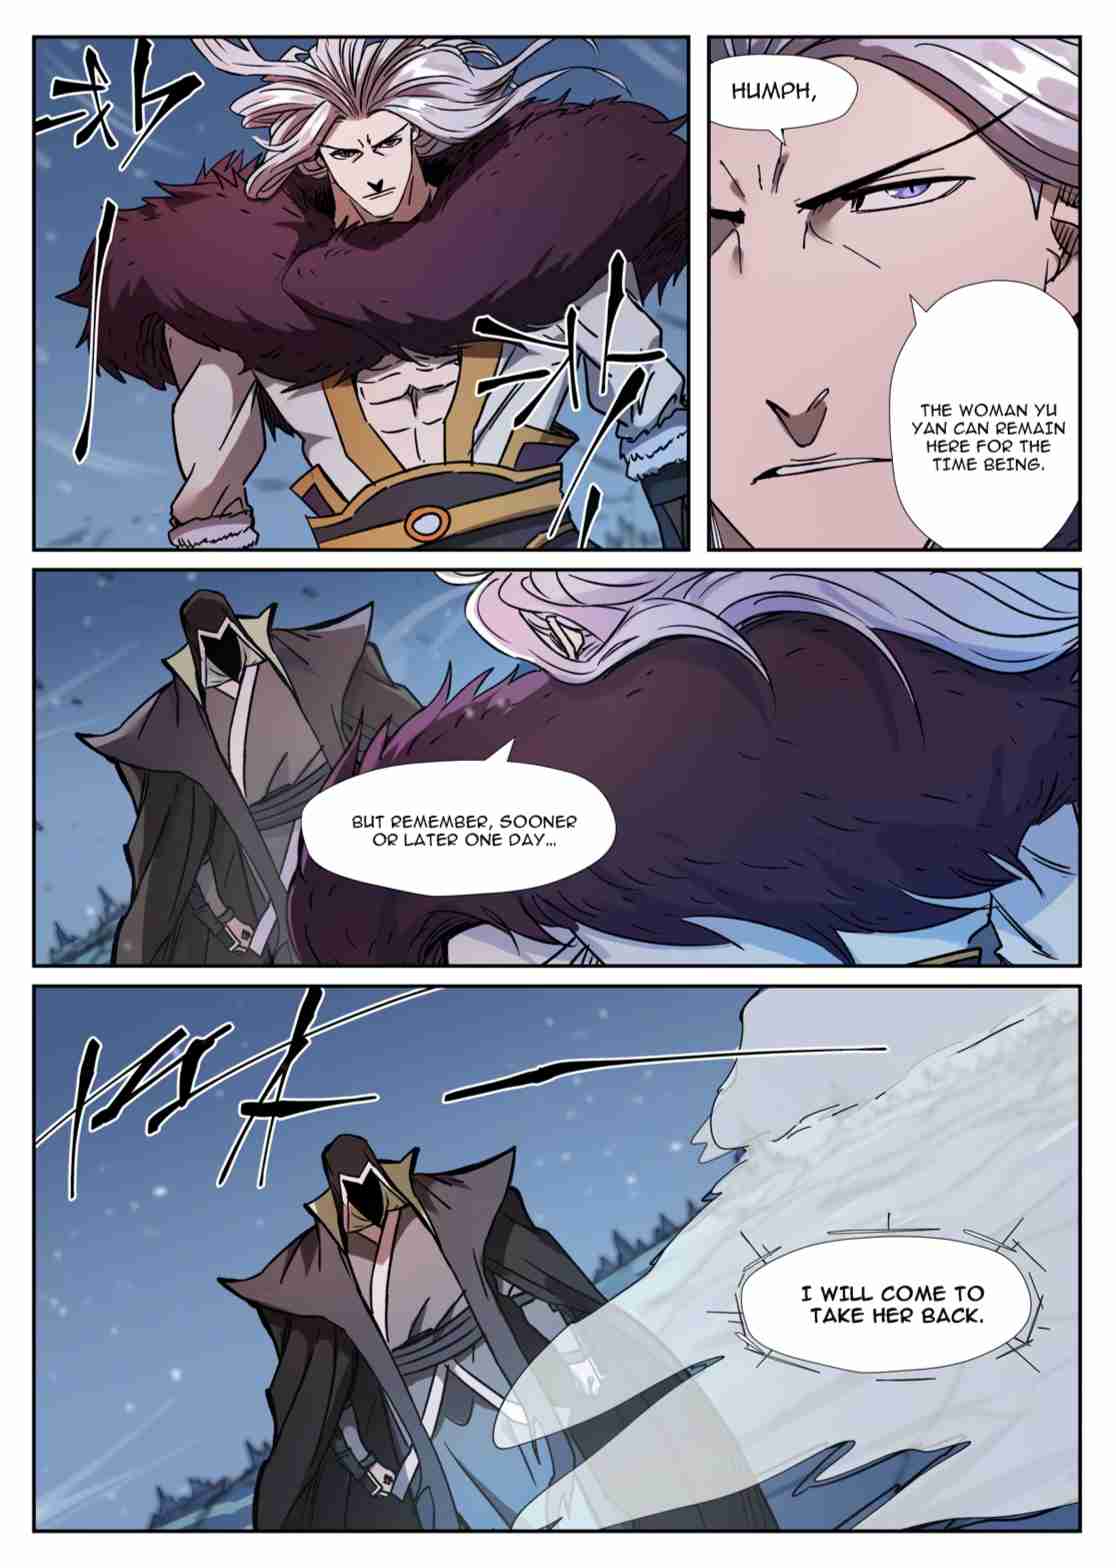 HUMPH,
THE WOMAN YU
YAN CAN REMAIN
HERE FOR THE
TIME BEING.
BUT REMEMBER, SOONER
OR LATER ONE DAY...
I WILL COME TO
TAKE HER BACK.